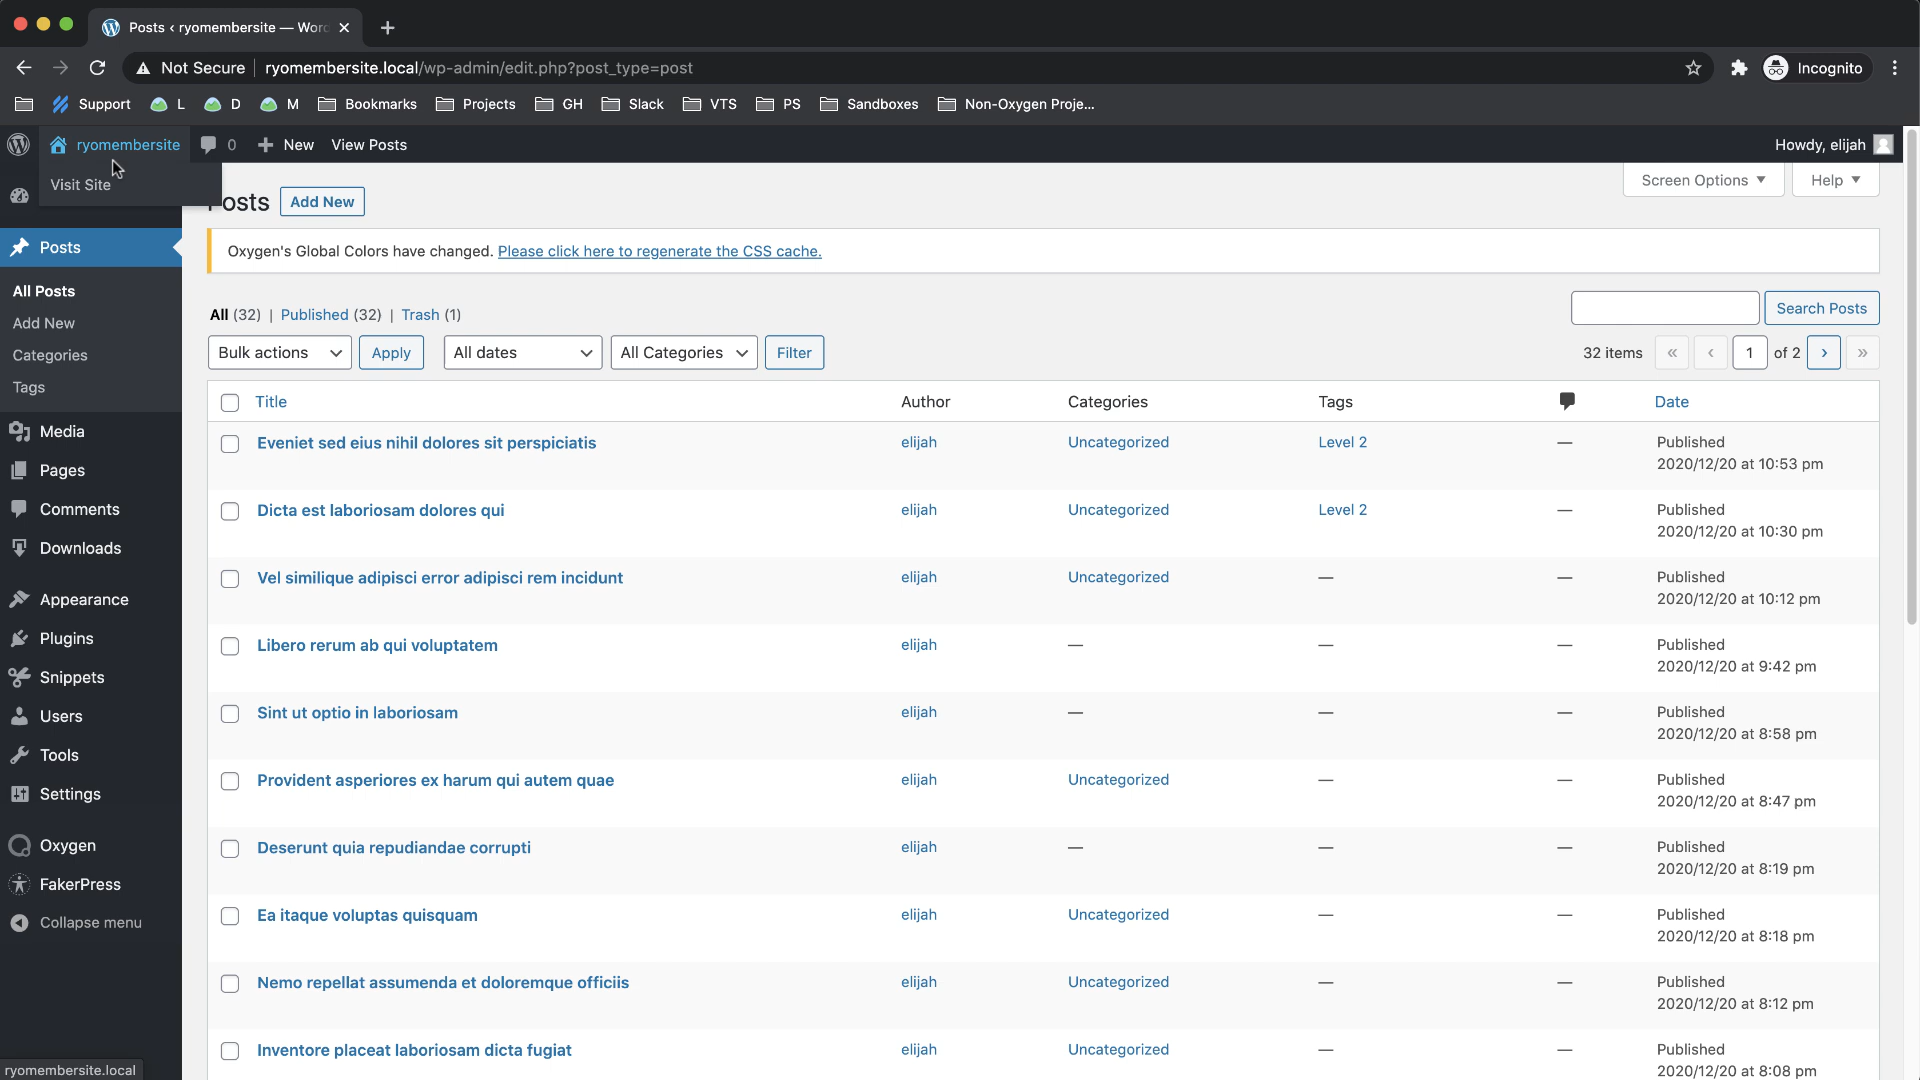 Posts ‹ ryomembersite — Wor
Not Secure ryomembersite.local/wp-admin/edit.php?post_type=post Incognito
Support L D M Bookmarks Projects GH Slack VTS PS Sandboxes Non-Oxygen Proje...
ryomembersite 0 New View Posts Howdy, elijah
Visit Site
Screen Options Help
Posts Add New
Oxygen's Global Colors have changed. Please click here to regenerate the CSS cache.
Posts
All Posts
Add New
Categories
Tags
Media
Pages
Comments
Downloads
Appearance
Plugins
Snippets
Users
Tools
Settings
Oxygen
FakerPress
Collapse menu
All (32) | Published (32) | Trash (1)
Search Posts
Bulk actions Apply All dates All Categories Filter 32 items « ‹ 1 of 2 › »
Title Author Categories Tags Date
Eveniet sed eius nihil dolores sit perspiciatis elijah Uncategorized Level 2 — Published
2020/12/20 at 10:53 pm
Dicta est laboriosam dolores qui elijah Uncategorized Level 2 — Published
2020/12/20 at 10:30 pm
Vel similique adipisci error adipisci rem incidunt elijah Uncategorized — — Published
2020/12/20 at 10:12 pm
Libero rerum ab qui voluptatem elijah — — — Published
2020/12/20 at 9:42 pm
Sint ut optio in laboriosam elijah — — — Published
2020/12/20 at 8:58 pm
Provident asperiores ex harum qui autem quae elijah Uncategorized — — Published
2020/12/20 at 8:47 pm
Deserunt quia repudiandae corrupti elijah — — — Published
2020/12/20 at 8:19 pm
Ea itaque voluptas quisquam elijah Uncategorized — — Published
2020/12/20 at 8:18 pm
Nemo repellat assumenda et doloremque officiis elijah Uncategorized — — Published
2020/12/20 at 8:12 pm
Inventore placeat laboriosam dicta fugiat elijah Uncategorized — — Published
2020/12/20 at 8:08 pm
ryomembersite.local